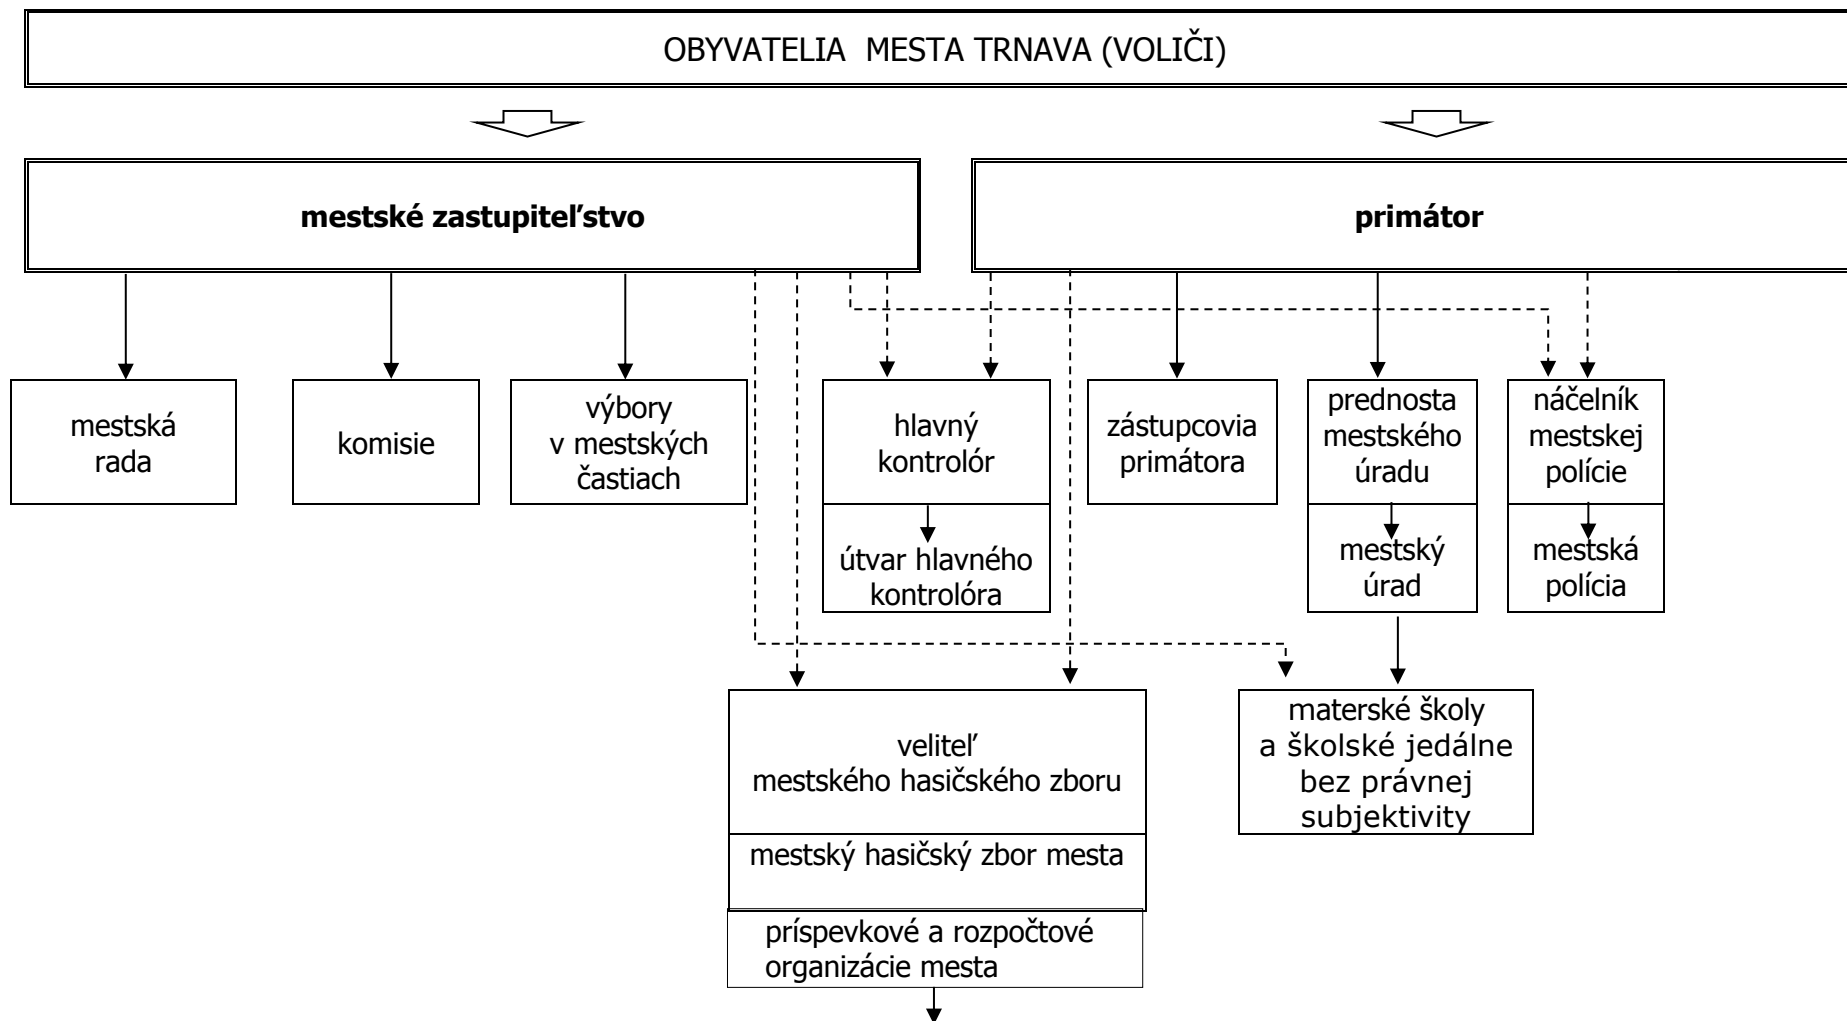 OBYVATELIA MESTA TRNAVA (VOLIČI)
mestské zastupiteľstvo
primátor
mestská
rada
komisie
výbory
v mestských
častiach
hlavný
kontrolór
zástupcovia
primátora
prednosta
mestského
úradu
náčelník
mestskej
polície
útvar hlavného
kontrolóra
mestský
úrad
mestská
polícia
veliteľ
mestského hasičského zboru
materské školy
a školské jedálne
bez právnej
subjektivity
mestský hasičský zbor mesta
príspevkové a rozpočtové
organizácie mesta